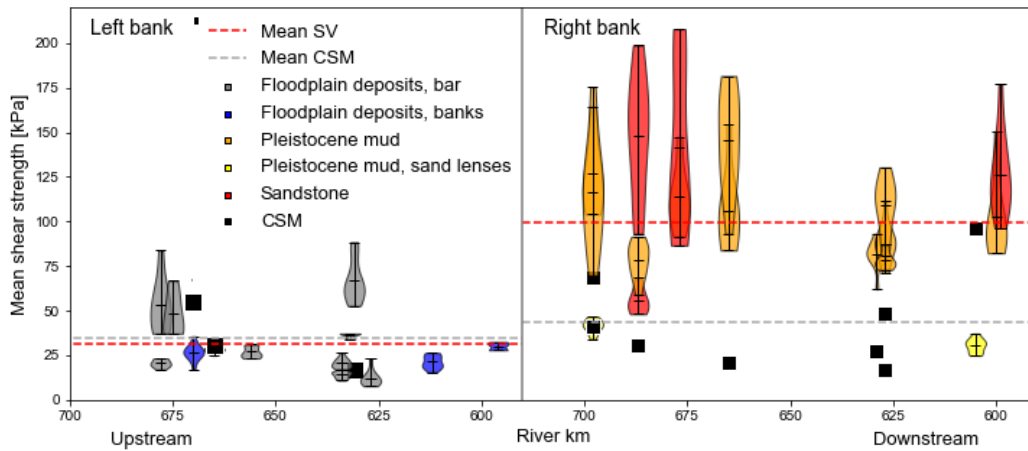 Left bank
Right bank
Mean SV
Mean CSM
Floodplain deposits, bar
Floodplain deposits, banks
Pleistocene mud
Pleistocene mud, sand lenses
Sandstone
CSM
Mean shear strength [kPa]
200
175
150
125
100
75
50
25
0
700 675 650 625 600 700 675 650 625 600
Upstream River km Downstream